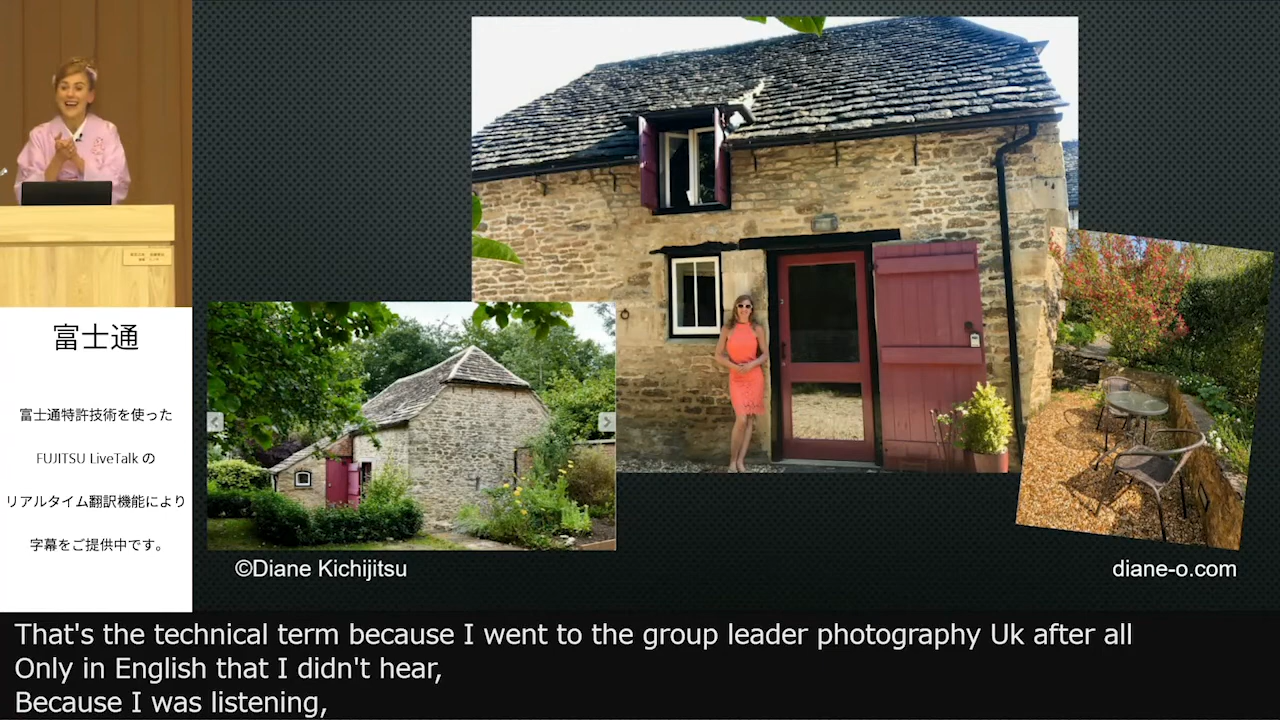 富士通
富士通特許技術を使った
FUJITSU LiveTalk の
リアルタイム翻訳機能により
字幕をご提供中です。
©Diane Kichijitsu
diane-o.com
That's the technical term because I went to the group leader photography Uk after all
Only in English that I didn't hear,
Because I was listening,